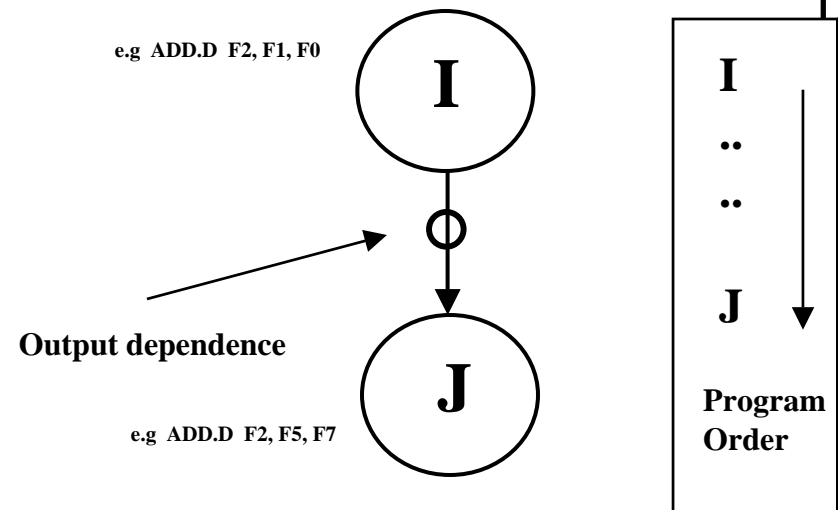 e.g ADD.D F2, F1, F0
I
Output dependence
J
e.g ADD.D F2, F5, F7
I
..
..
J
Program
Order